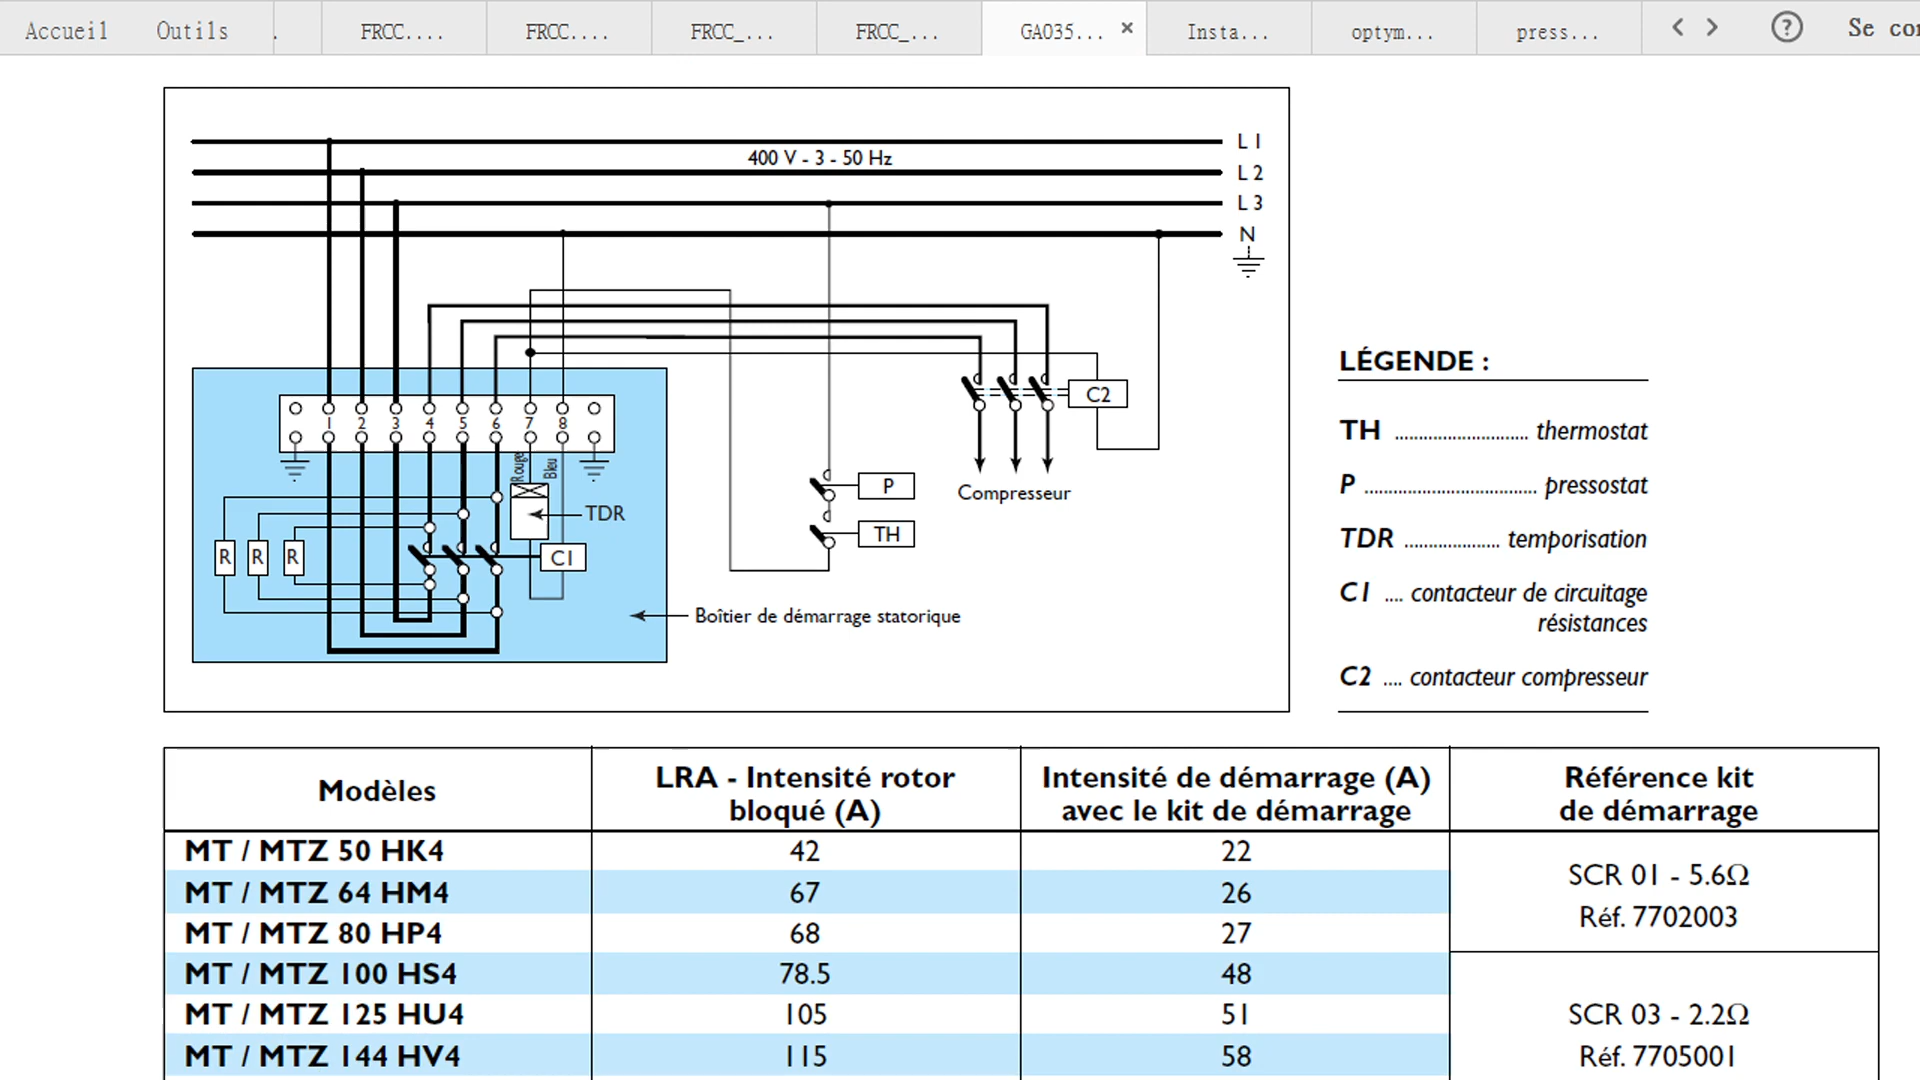 Accueil Outils . FRCC.... FRCC.... FRCC_... FRCC_... GA035... × Insta... optym... press... ? Se con
L1
400 V - 3 - 50 Hz
L2
L3
N
LÉGENDE :
C2
1 2 3 4 5 6 7 8
TH ............................ thermostat
Rouge Bleu
P .................................... pressostat
P
Compresseur
TDR
TH
TDR .................... temporisation
R R R
C1
C1 .... contacteur de circuitage
résistances
Boîtier de démarrage statorique
C2 .... contacteur compresseur
Modèles
LRA - Intensité rotor
bloqué (A)
Intensité de démarrage (A)
avec le kit de démarrage
Référence kit
de démarrage
MT / MTZ 50 HK4 42 22
MT / MTZ 64 HM4 67 26
MT / MTZ 80 HP4 68 27
SCR 01 - 5.6Ω
Réf. 7702003
MT / MTZ 100 HS4 78.5 48
MT / MTZ 125 HU4 105 51
MT / MTZ 144 HV4 115 58
SCR 03 - 2.2Ω
Réf. 7705001